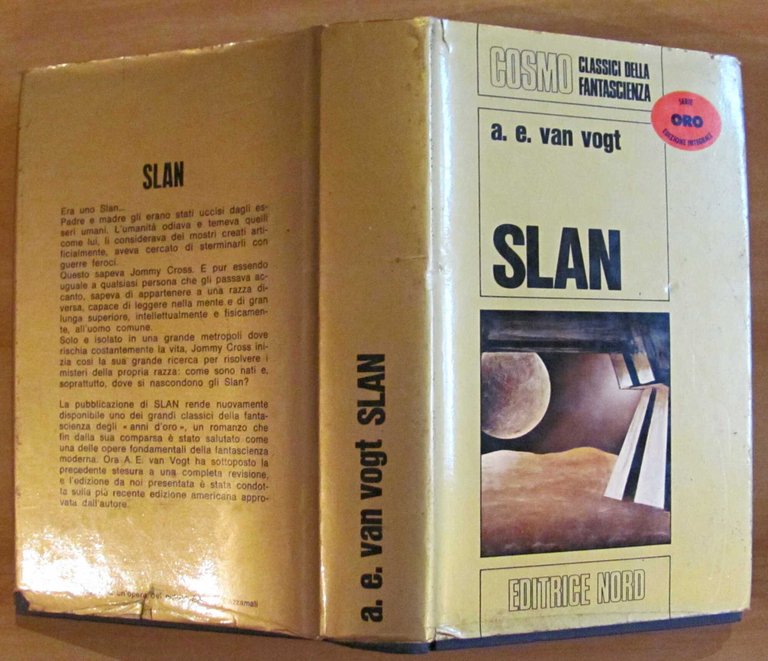 SLAN
Era uno Slan...
Padre e madre gli erano stati uccisi dagli es-
seri umani. L'umanità odiava e temeva quelli
come lui, li considerava dei mostri creati arti-
ficialmente, aveva cercato di sterminarli con
guerre feroci.
Questo sapeva Jommy Cross. E pur essendo
uguale a qualsiasi persona che gli passava ac-
canto, sapeva di appartenere a una razza di-
versa, capace di leggere nella mente e di gran
lunga superiore, intellettualmente e fisicamen-
te, all'uomo comune.
Solo e isolato in una grande metropoli dove
rischia costantemente la vita, Jommy Cross ini-
zia così la sua grande ricerca per risolvere i
misteri della propria razza: come sono nati e,
soprattutto, dove si nascondono gli Slan?
La pubblicazione di SLAN rende nuovamente
disponibile uno dei grandi classici della fanta-
scienza degli « anni d'oro », un romanzo che
fin dalla sua comparsa è stato salutato come
una delle opere fondamentali della fantascienza
moderna. Ora A. E. van Vogt ha sottoposto la
precedente stesura a una completa revisione,
e l'edizione da noi presentata è stata condot-
ta sulla più recente edizione americana appro-
vata dall'autore.
un'opera del
a. e. van vogt SLAN
COSMO CLASSICI DELLA
FANTASCIENZA
SERIE
ORO
EDIZIONE INTEGRALE
a. e. van vogt
SLAN
EDITRICE NORD